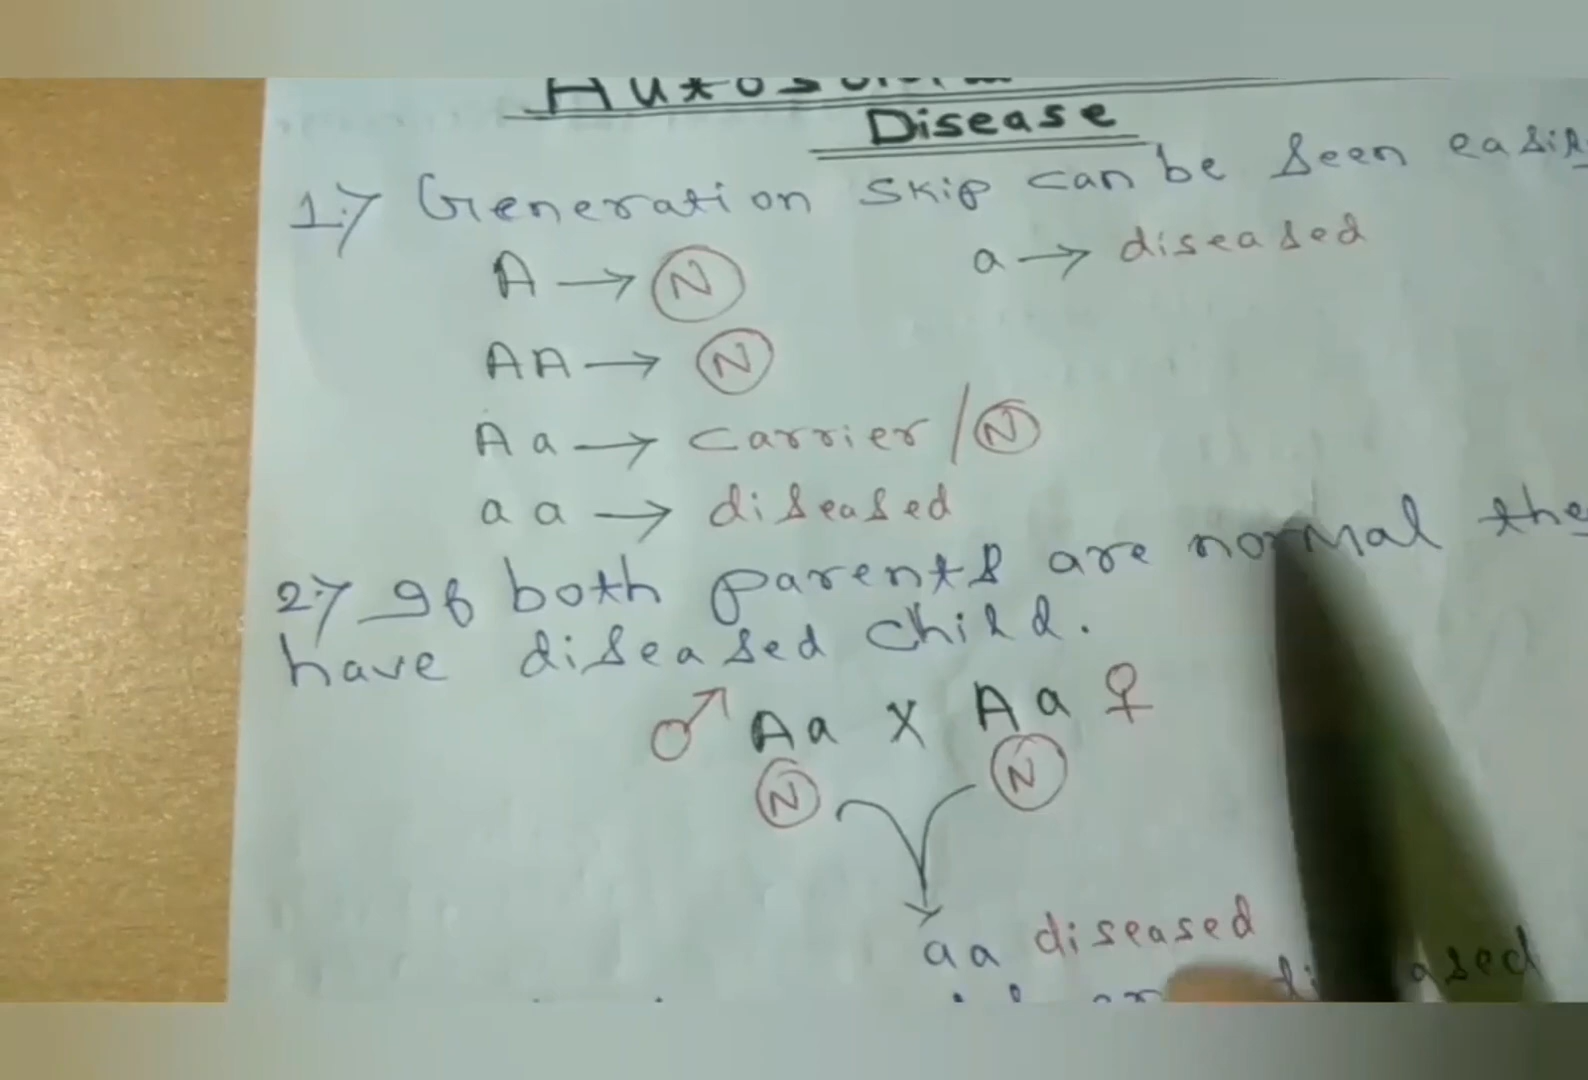 Disease
1.) Generation skip can be seen
A → N a → diseased
AA → N
Aa → carrier / N
aa → diseased
2.) If both parents are normal the
have diseased child.
♂ Aa X Aa ♀
N N
aa diseased